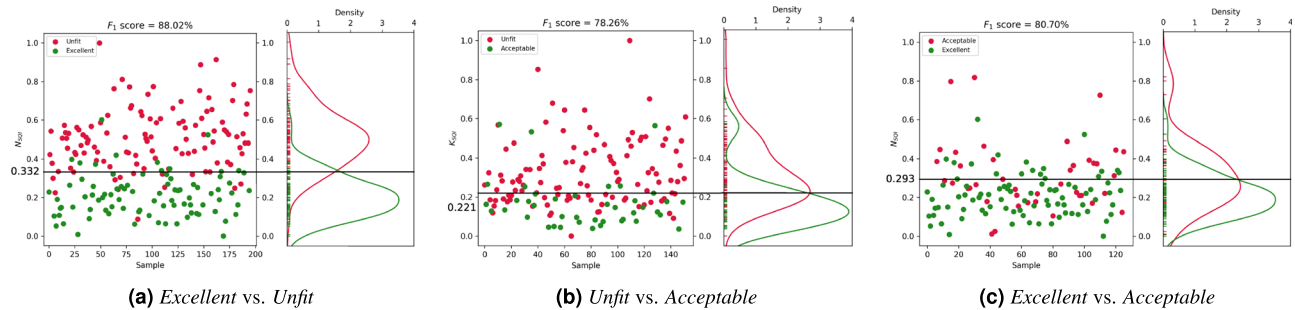 F₁ score = 88.02%
Unfit
Excellent
1.0
0.8
0.6
0.4
0.332
0.2
0.0
N_SQI
0 25 50 75 100 125 150 175 200
Sample
Density
0 1 2 3 4
1.0
0.8
0.6
0.4
0.2
0.0
F₁ score = 78.26%
Unfit
Acceptable
1.0
0.8
0.6
0.4
0.2
0.221
0.0
K_SQI
0 20 40 60 80 100 120 140
Sample
Density
0 1 2 3 4
1.0
0.8
0.6
0.4
0.2
0.0
F₁ score = 80.70%
Acceptable
Excellent
1.0
0.8
0.6
0.4
0.293
0.2
0.0
N_SQI
0 20 40 60 80 100 120
Sample
Density
0 1 2 3 4
1.0
0.8
0.6
0.4
0.2
0.0
(a) Excellent vs. Unfit
(b) Unfit vs. Acceptable
(c) Excellent vs. Acceptable